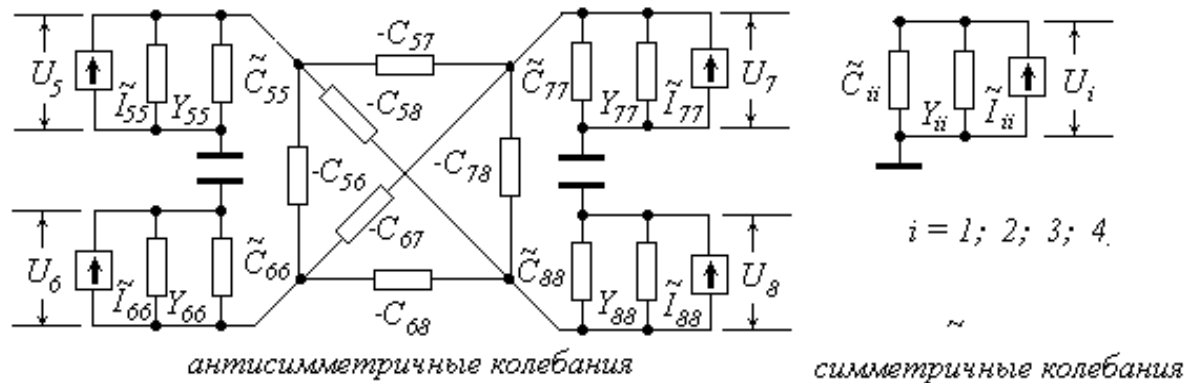 -C57
U5
Ĩ55 Y55 C̃55
-C58
C̃77 Y77 Ĩ77
U7
C̃ii Yii Ĩii
Ui
-C56
-C78
-C67
U6
Ĩ66 Y66 C̃66
C̃88 Y88 Ĩ88
U8
-C68
i = 1; 2; 3; 4.
~
антисимметричные колебания
симметричные колебания